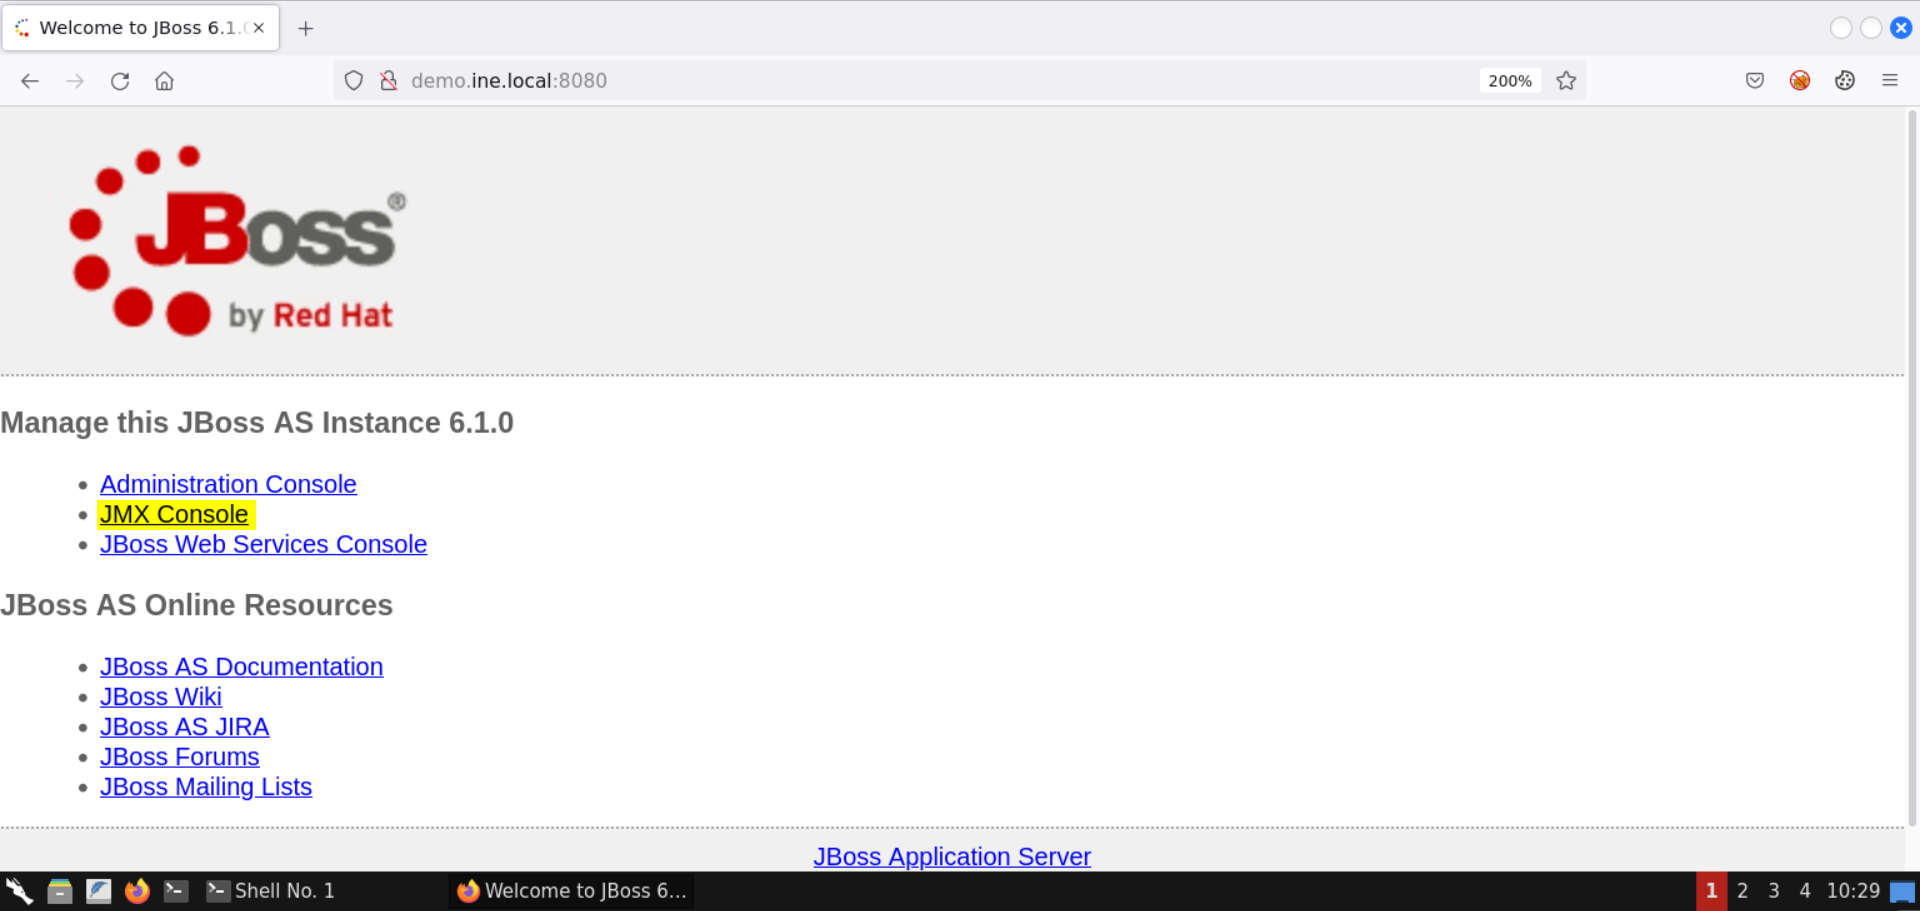 Welcome to JBoss 6.1.0
demo.ine.local:8080
200%
JBoss®
by Red Hat
Manage this JBoss AS Instance 6.1.0
Administration Console
JMX Console
JBoss Web Services Console
JBoss AS Online Resources
JBoss AS Documentation
JBoss Wiki
JBoss AS JIRA
JBoss Forums
JBoss Mailing Lists
JBoss Application Server
Shell No. 1
Welcome to JBoss 6...
1 2 3 4 10:29